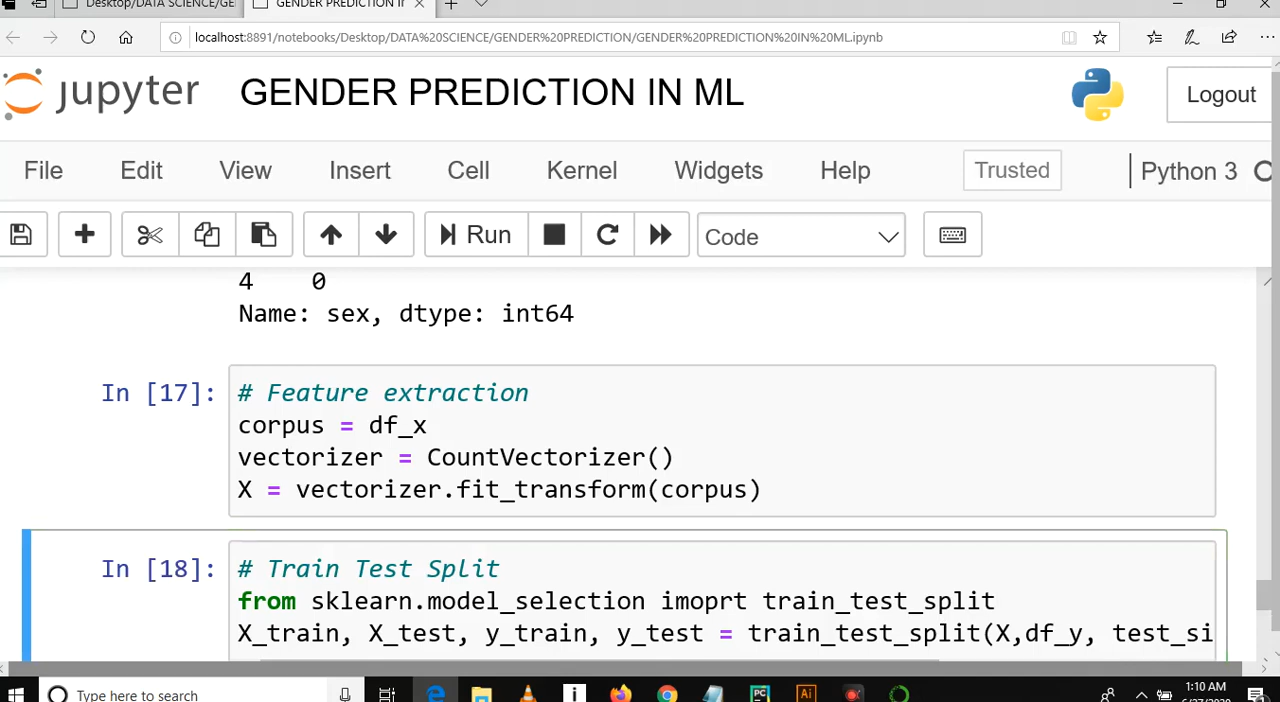 Desktop/DATA SCIENCE/GE
GENDER PREDICTION I
localhost:8891/notebooks/Desktop/DATA%20SCIENCE/GENDER%20PREDICTION/GENDER%20PREDICTION%20IN%20ML.ipynb
jupyter GENDER PREDICTION IN ML Logout
File Edit View Insert Cell Kernel Widgets Help Trusted Python 3
Run Code
4 0
Name: sex, dtype: int64
In [17]: # Feature extraction
corpus = df_x
vectorizer = CountVectorizer()
X = vectorizer.fit_transform(corpus)
In [18]: # Train Test Split
from sklearn.model_selection imoprt train_test_split
X_train, X_test, y_train, y_test = train_test_split(X,df_y, test_si
Type here to search
PC
Ai
1:10 AM